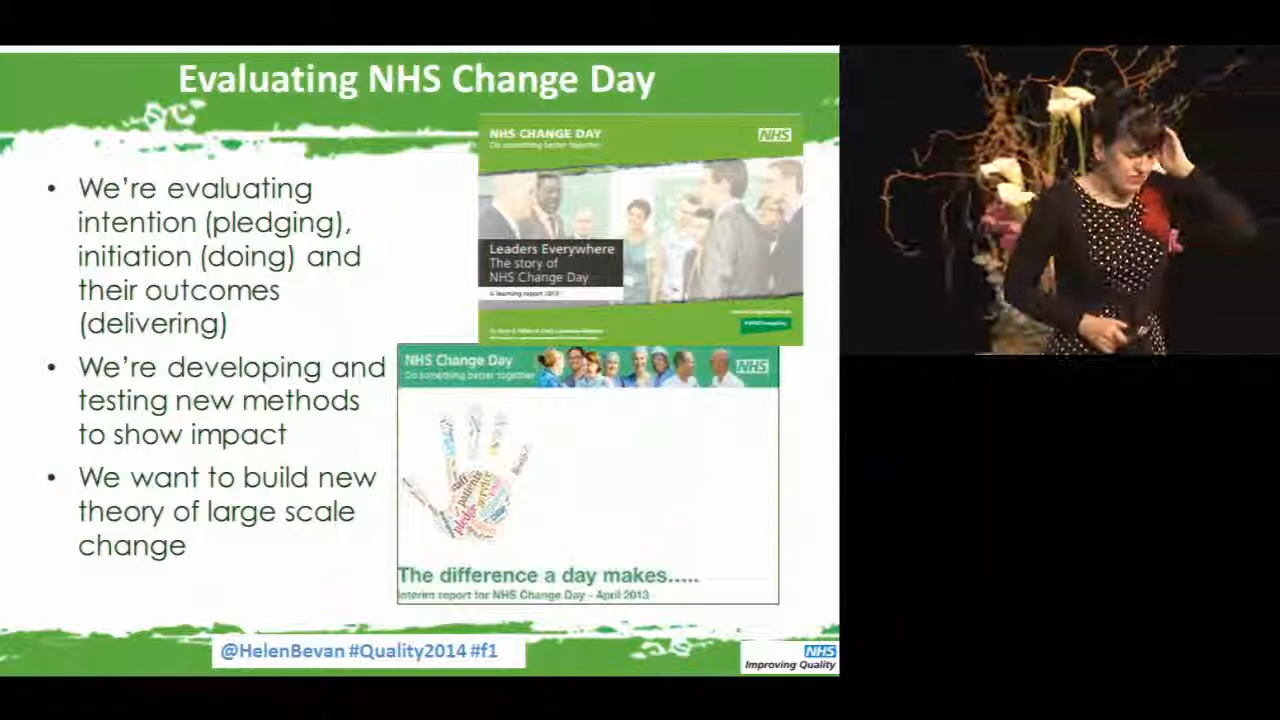 Evaluating NHS Change Day
• We're evaluating
intention (pledging),
initiation (doing) and
their outcomes
(delivering)
• We're developing and
testing new methods
to show impact
• We want to build new
theory of large scale
change
NHS CHANGE DAY
Do something better together
NHS
Leaders Everywhere
The story of
NHS Change Day
A learning report 2013
NHS Change Day
Do something better together
NHS
staff
patients
service
pledge
The difference a day makes.....
Interim report for NHS Change Day - April 2013
@HelenBevan #Quality2014 #f1
NHS
Improving Quality